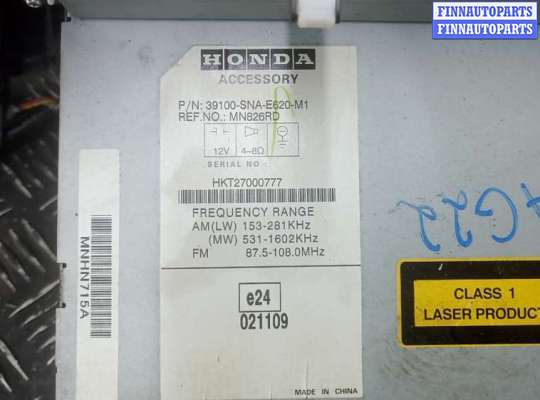 FINNAUTOPARTS
FINNAUTOPARTS
HONDA
ACCESSORY
P/N: 39100-SNA-E620-M1
REF.NO.: MN826RD
12V 4-8Ω
SERIAL NO
HKT27000777
FREQUENCY RANGE
AM(LW) 153-281KHz
(MW) 531-1602KHz
FM 87.5-108.0MHz
e24
021109
MADE IN CHINA
MNHN715A
AG22
CLASS 1
LASER PRODUCT